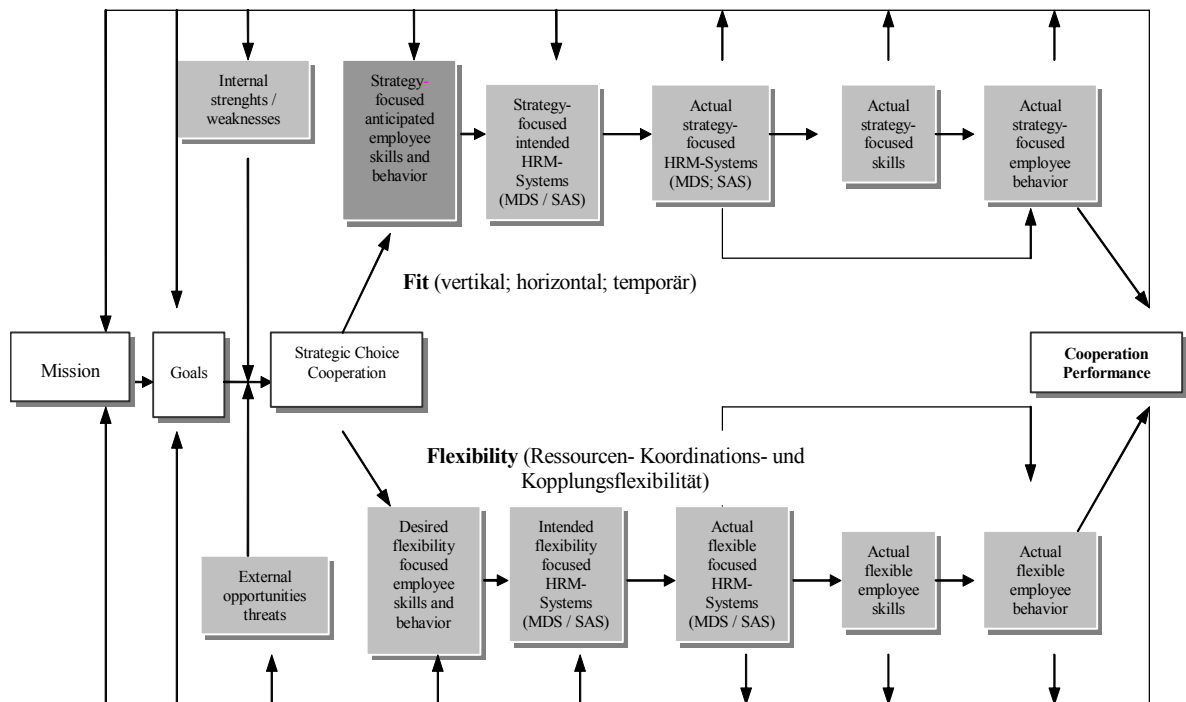 Internal
strenghts /
weaknesses
Strategy-
focused
anticipated
employee
skills and
behavior
Strategy-
focused
intended
HRM-
Systems
(MDS / SAS)
Actual
strategy-
focused
HRM-Systems
(MDS; SAS)
Actual
strategy-
focused
skills
Actual
strategy-
focused
employee
behavior
Fit (vertikal; horizontal; temporär)
Mission
Goals
Strategic Choice
Cooperation
Cooperation
Performance
Flexibility (Ressourcen- Koordinations- und
Kopplungsflexibilität)
External
opportunities
threats
Desired
flexibility
focused
employee
skills and
behavior
Intended
flexibility
focused
HRM-
Systems
(MDS / SAS)
Actual
flexible
focused
HRM-
Systems
(MDS / SAS)
Actual
flexible
employee
skills
Actual
flexible
employee
behavior